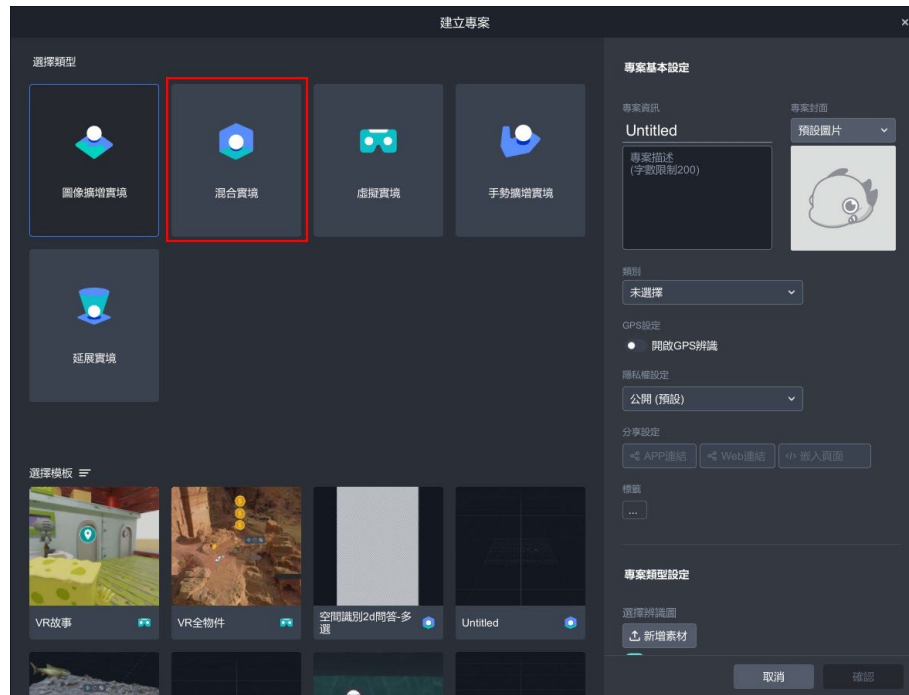 建立專案
×
選擇類型
圖像擴增實境
混合實境
虛擬實境
手勢擴增實境
延展實境
選擇模板
VR故事
VR全物件
空間識別2d問答-多
選
Untitled
專案基本設定
專案資訊
專案封面
Untitled
預設圖片
專案描述
(字數限制200)
類別
未選擇
GPS設定
開啟GPS辨識
隱私權設定
公開 (預設)
分享設定
APP連結
Web連結
嵌入頁面
標籤
...
專案類型設定
選擇辨識圖
新增素材
取消
確認